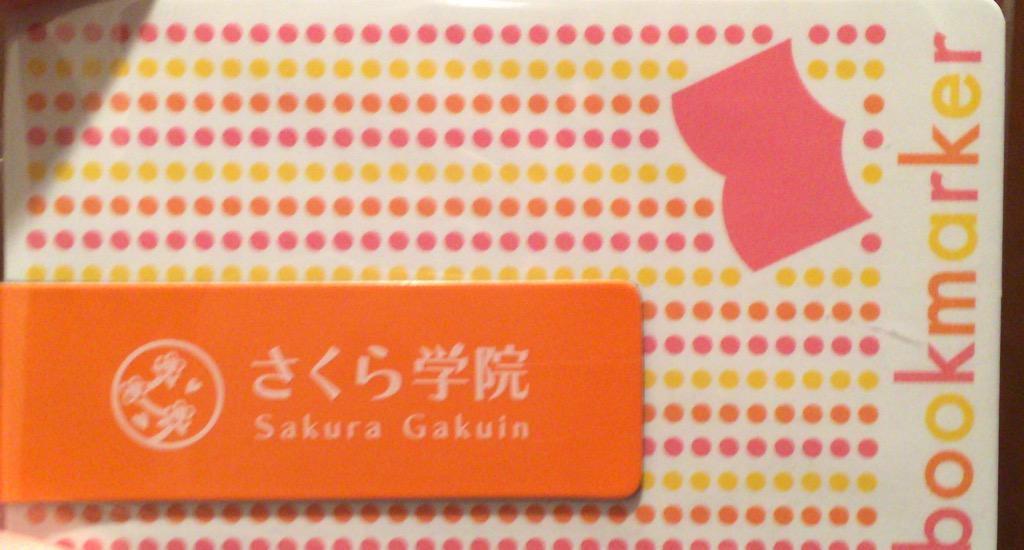 さくら学院
Sakura Gakuin
bookmarker